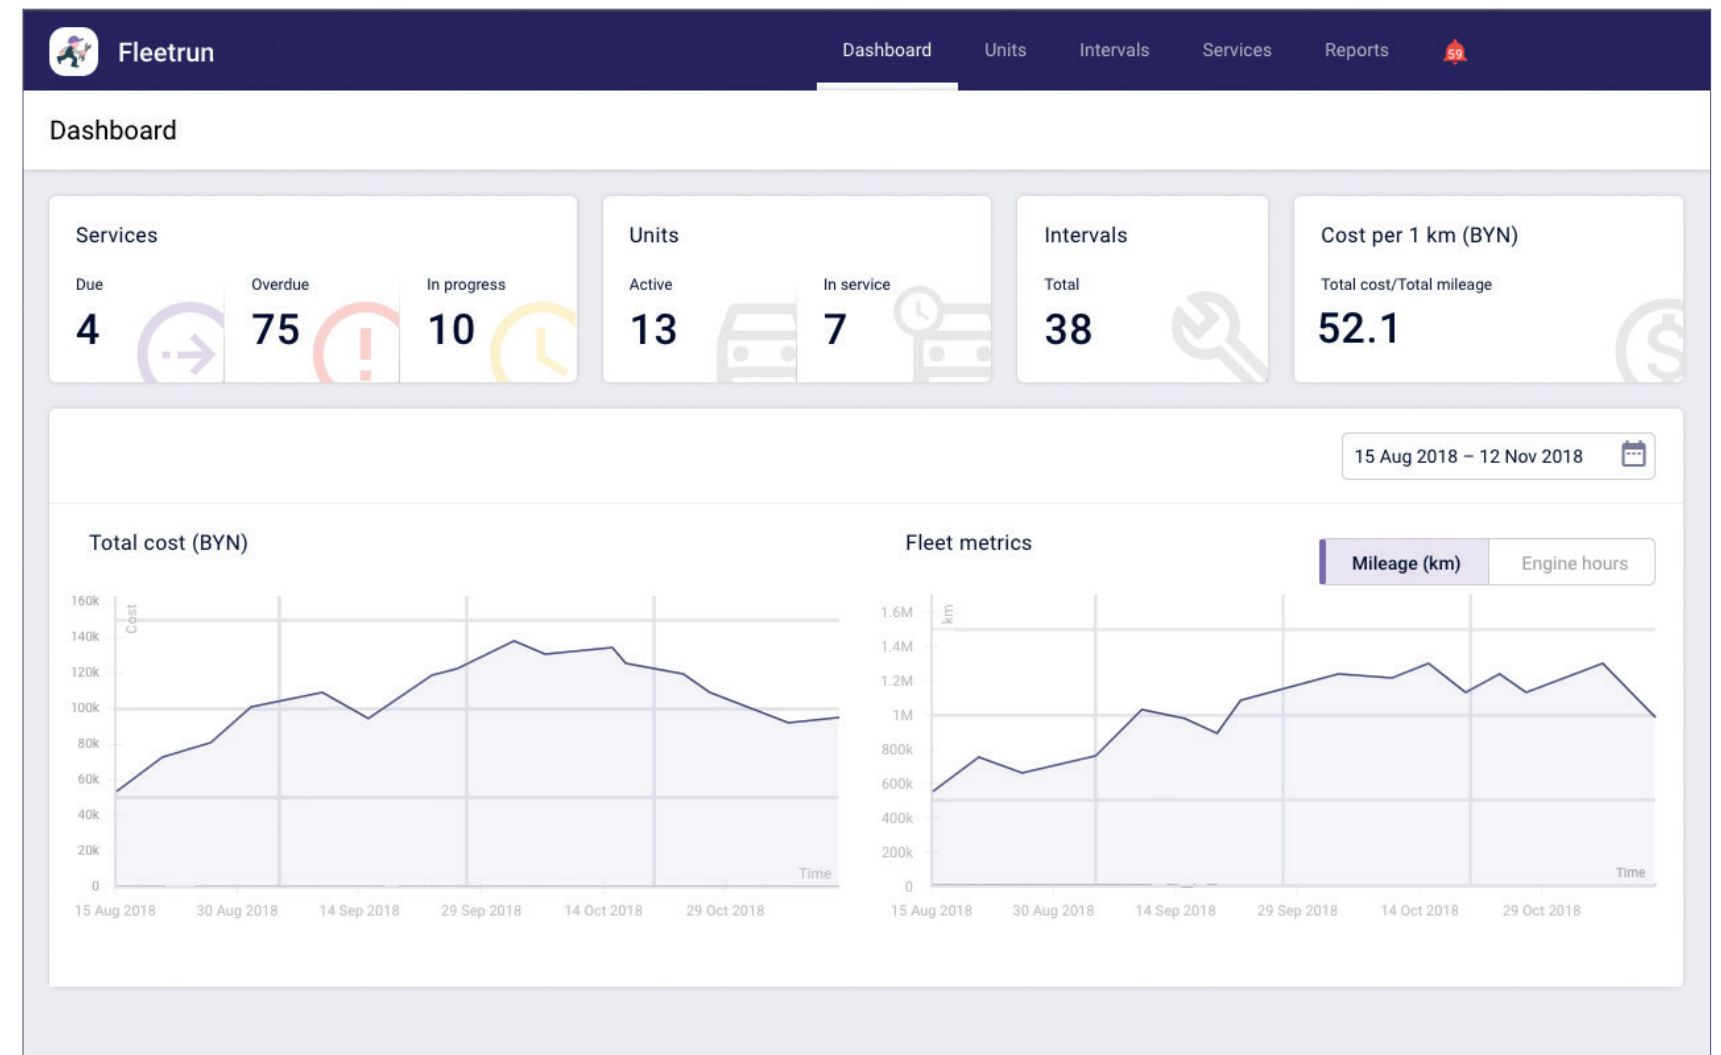 Fleetrun
Dashboard Units Intervals Services Reports 59
Dashboard
Services
Due Overdue In progress
4 75 10
Units
Active In service
13 7
Intervals
Total
38
Cost per 1 km (BYN)
Total cost/Total mileage
52.1
15 Aug 2018 – 12 Nov 2018
Total cost (BYN)
160k
140k
120k
100k
80k
60k
40k
20k
0
Cost
Time
15 Aug 2018 30 Aug 2018 14 Sep 2018 29 Sep 2018 14 Oct 2018 29 Oct 2018
Fleet metrics
Mileage (km) Engine hours
1.6M
1.4M
1.2M
1M
800k
600k
400k
200k
0
km
Time
15 Aug 2018 30 Aug 2018 14 Sep 2018 29 Sep 2018 14 Oct 2018 29 Oct 2018